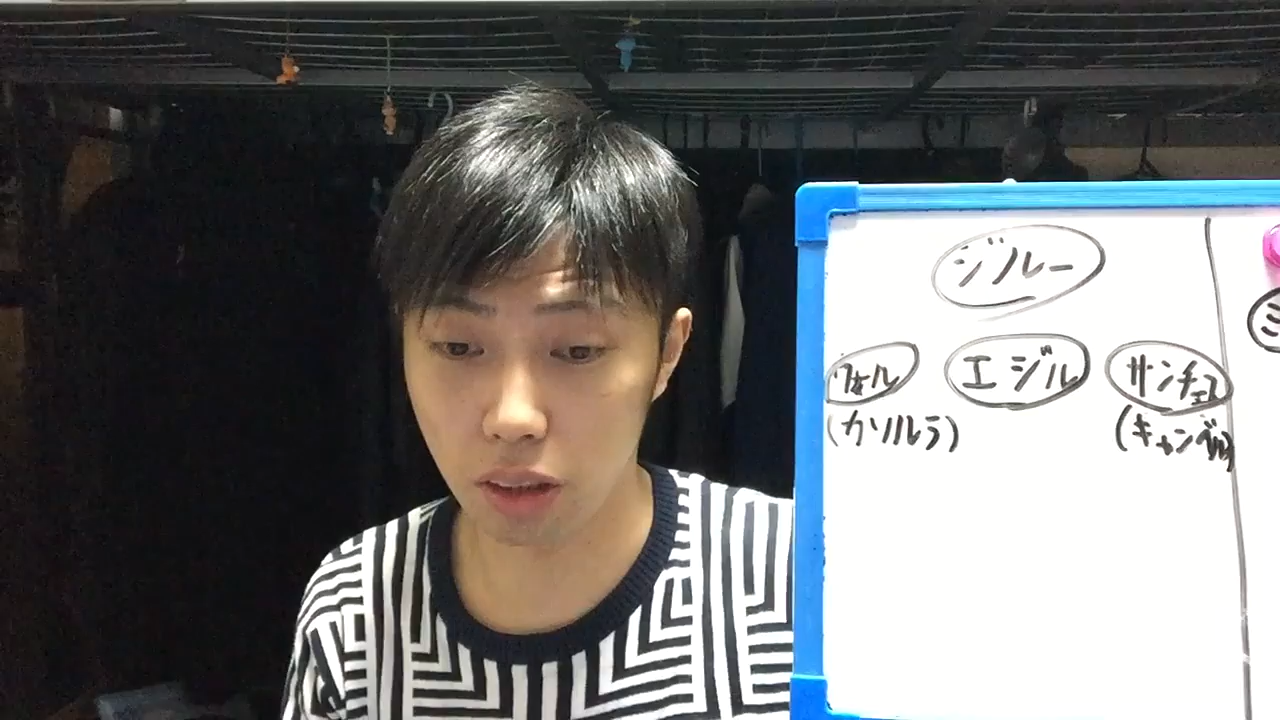 ジルー
ウォル エジル サンチェス
(カソルラ) (キャンベル)
ミ